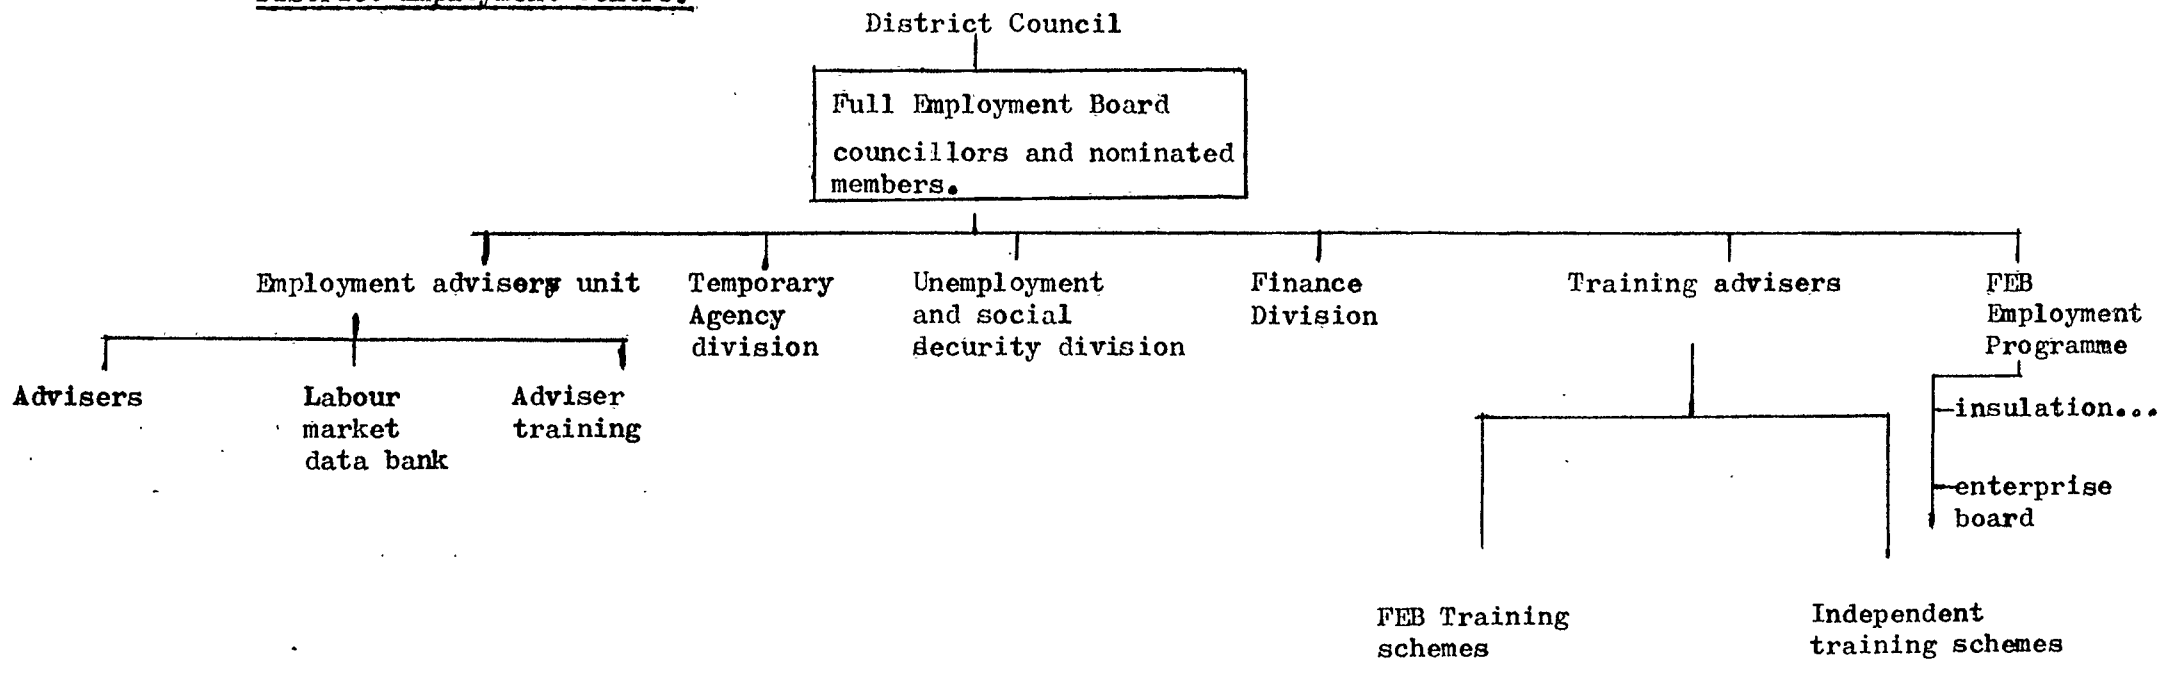 District Council
Full Employment Board
councillors and nominated
members.
Employment advisory unit
Temporary
Agency
division
Unemployment
and social
security division
Finance
Division
Training advisers
FEB
Employment
Programme
Advisers
Labour
market
data bank
Adviser
training
insulation...
enterprise
board
FEB Training
schemes
Independent
training schemes